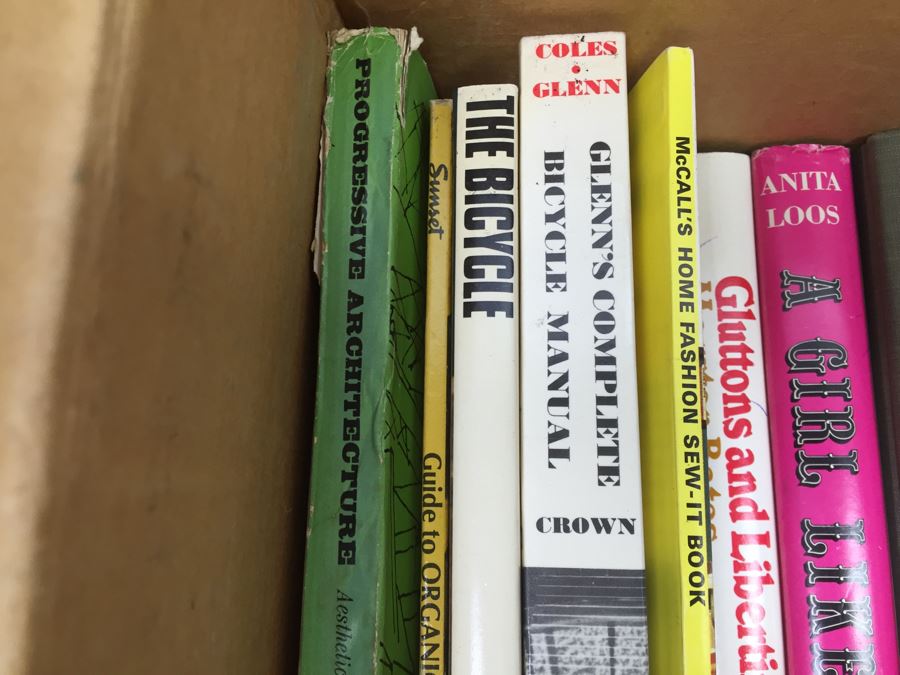 PROGRESSIVE ARCHITECTURE
Aesthetic
Sunset
Guide to ORGANI
THE BICYCLE
COLES
GLENN
GLENN'S COMPLETE
BICYCLE MANUAL
CROWN
McCALL'S HOME FASHION SEW-IT BOOK
Gluttons and Liberti
ANITA
LOOS
A GIRL LIKE